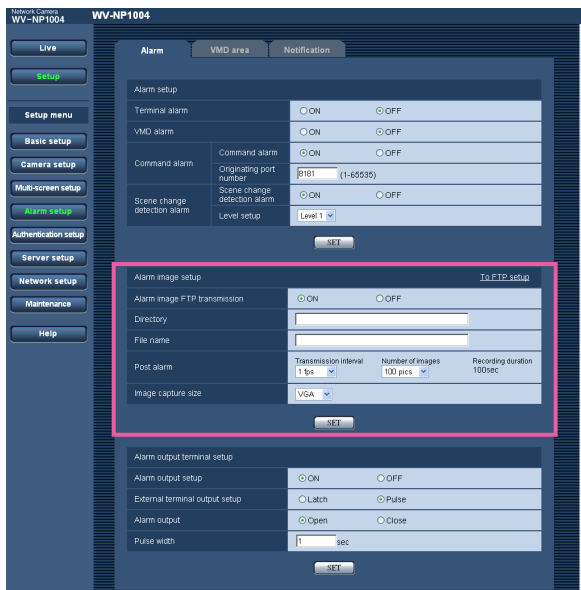 Network Camera
WV-NP1004
WV-NP1004
Live
Setup
Setup menu
Basic setup
Camera setup
Multi-screen setup
Alarm setup
Authentication setup
Server setup
Network setup
Maintenance
Help
Alarm VMD area Notification
Alarm setup
Terminal alarm ON OFF
VMD alarm ON OFF
Command alarm
Command alarm ON OFF
Originating port
number
8181 (1-65535)
Scene change
detection alarm
Scene change
detection alarm
ON OFF
Level setup Level 1
SET
Alarm image setup To FTP setup
Alarm image FTP transmission ON OFF
Directory
File name
Post alarm
Transmission interval Number of images Recording duration
1 fps 100 pics 100sec
Image capture size VGA
SET
Alarm output terminal setup
Alarm output setup ON OFF
External terminal output setup Latch Pulse
Alarm output Open Close
Pulse width 1 sec
SET